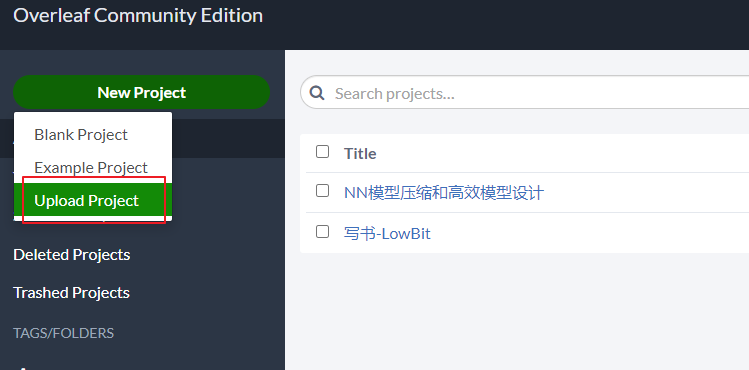 Overleaf Community Edition
New Project
Search projects...
Blank Project
Example Project
Upload Project
Title
NN模型压缩和高效模型设计
写书-LowBit
Deleted Projects
Trashed Projects
TAGS/FOLDERS